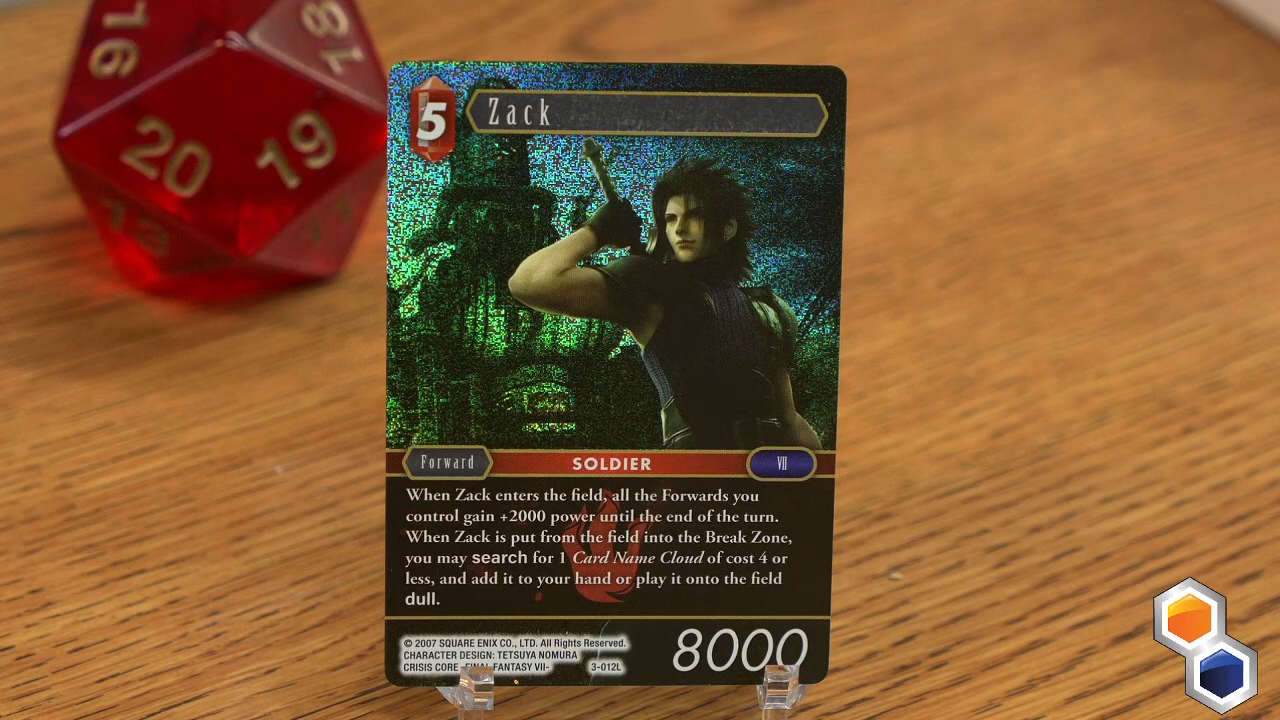 16
18
20
19
13
5
Zack
Forward
SOLDIER
VII
When Zack enters the field, all the Forwards you
control gain +2000 power until the end of the turn.
When Zack is put from the field into the Break Zone,
you may search for 1 Card Name Cloud of cost 4 or
less, and add it to your hand or play it onto the field
dull.
© 2007 SQUARE ENIX CO., LTD. All Rights Reserved.
CHARACTER DESIGN: TETSUYA NOMURA
CRISIS CORE -FINAL FANTASY VII-
3-012L
8000